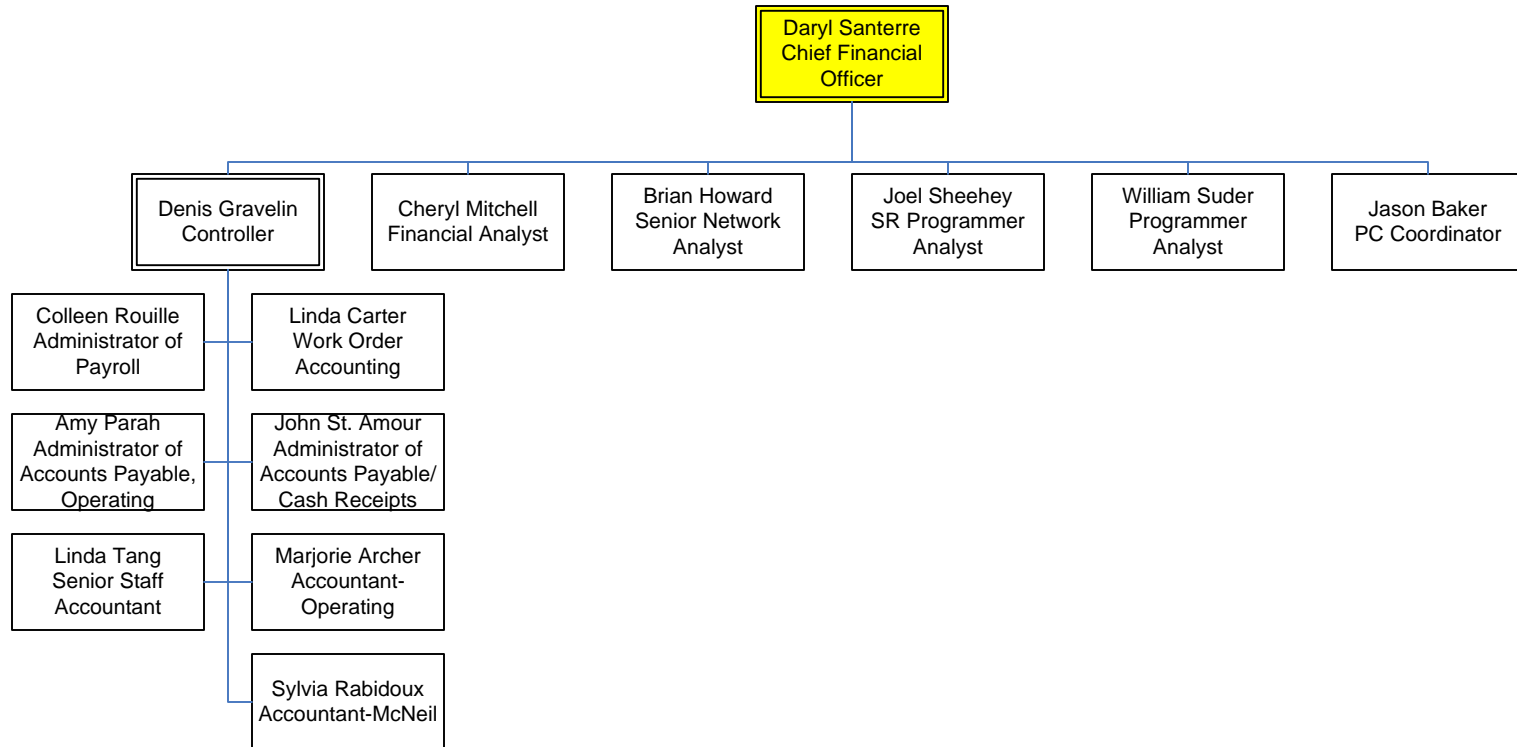 Daryl Santerre
Chief Financial
Officer
Denis Gravelin
Controller
Cheryl Mitchell
Financial Analyst
Brian Howard
Senior Network
Analyst
Joel Sheehey
SR Programmer
Analyst
William Suder
Programmer
Analyst
Jason Baker
PC Coordinator
Colleen Rouille
Administrator of
Payroll
Linda Carter
Work Order
Accounting
Amy Parah
Administrator of
Accounts Payable,
Operating
John St. Amour
Administrator of
Accounts Payable/
Cash Receipts
Linda Tang
Senior Staff
Accountant
Marjorie Archer
Accountant-
Operating
Sylvia Rabidoux
Accountant-McNeil